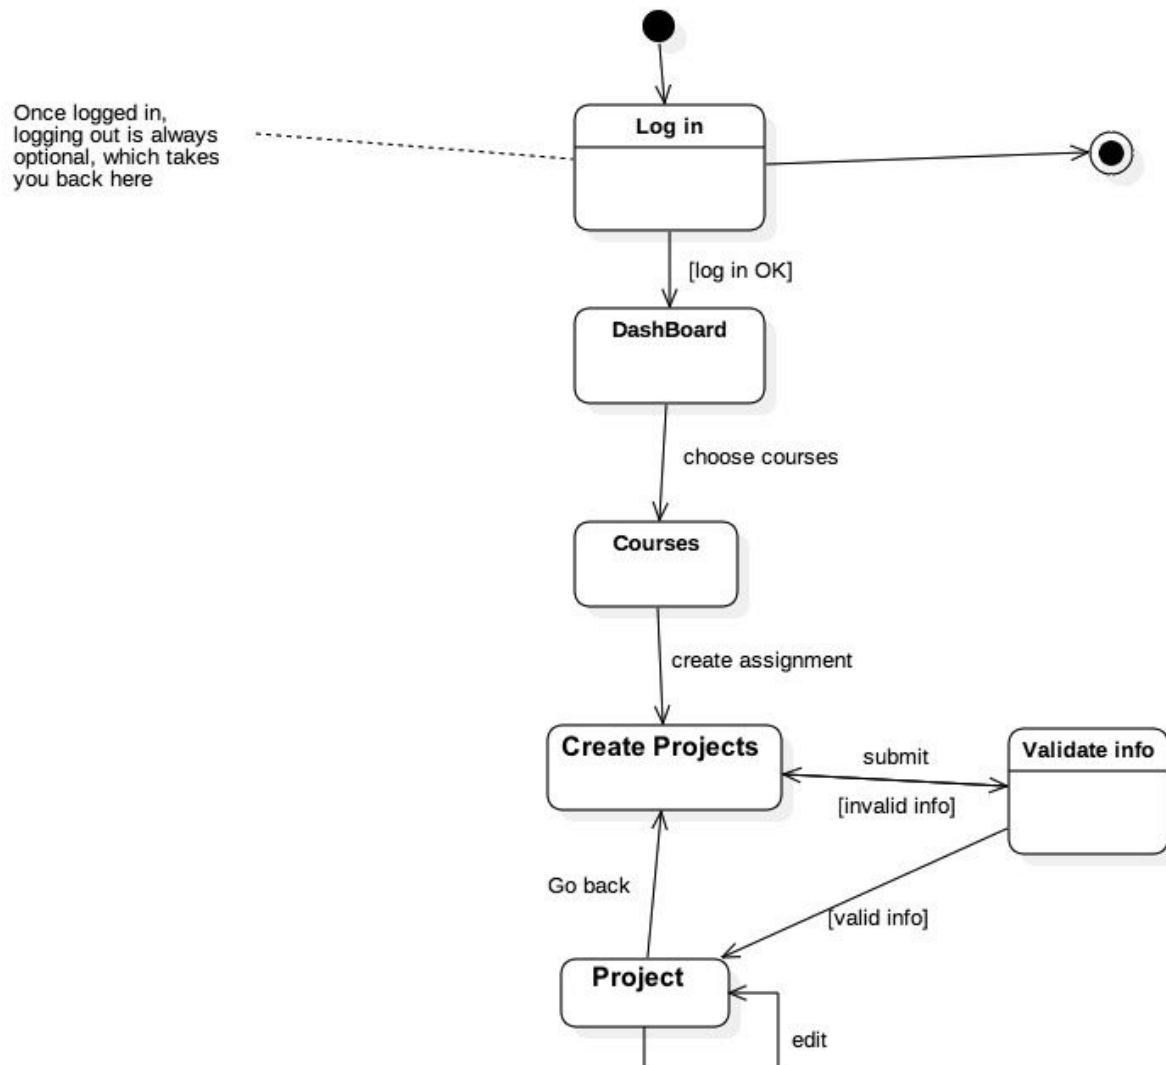 Once logged in,
logging out is always
optional, which takes
you back here
Log in
[log in OK]
DashBoard
choose courses
Courses
create assignment
Create Projects
submit
Validate info
[invalid info]
Go back
[valid info]
Project
edit